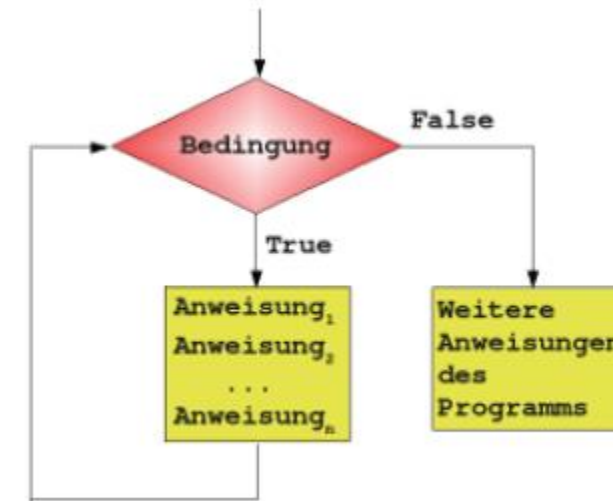 Bedingung
False
True
Anweisung₁
Anweisung₂
...
Anweisungₙ
Weitere
Anweisungen
des
Programms